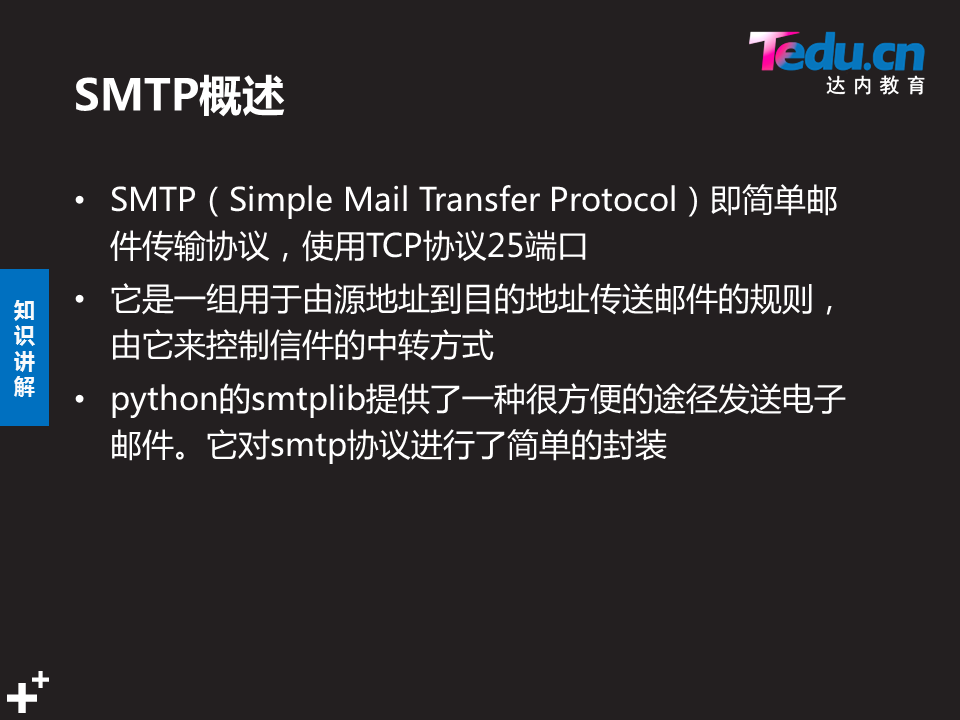 Tedu.cn
达内教育
SMTP概述
• SMTP（Simple Mail Transfer Protocol）即简单邮
件传输协议，使用TCP协议25端口
• 它是一组用于由源地址到目的地址传送邮件的规则，
由它来控制信件的中转方式
• python的smtplib提供了一种很方便的途径发送电子
邮件。它对smtp协议进行了简单的封装
知
识
讲
解